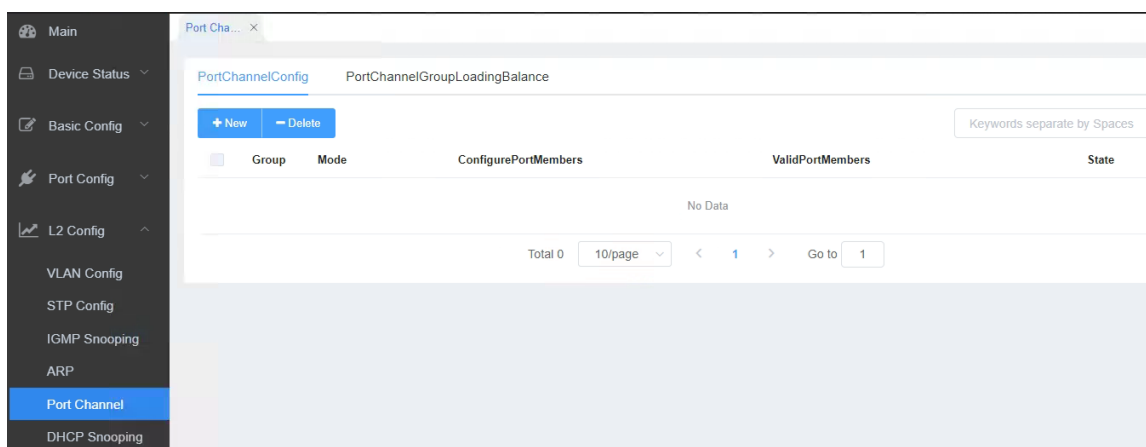 Main
Device Status
Basic Config
Port Config
L2 Config
VLAN Config
STP Config
IGMP Snooping
ARP
Port Channel
DHCP Snooping
Port Cha... ×
PortChannelConfig PortChannelGroupLoadingBalance
+ New − Delete Keywords separate by Spaces
Group Mode ConfigurePortMembers ValidPortMembers State
No Data
Total 0 10/page < 1 > Go to 1